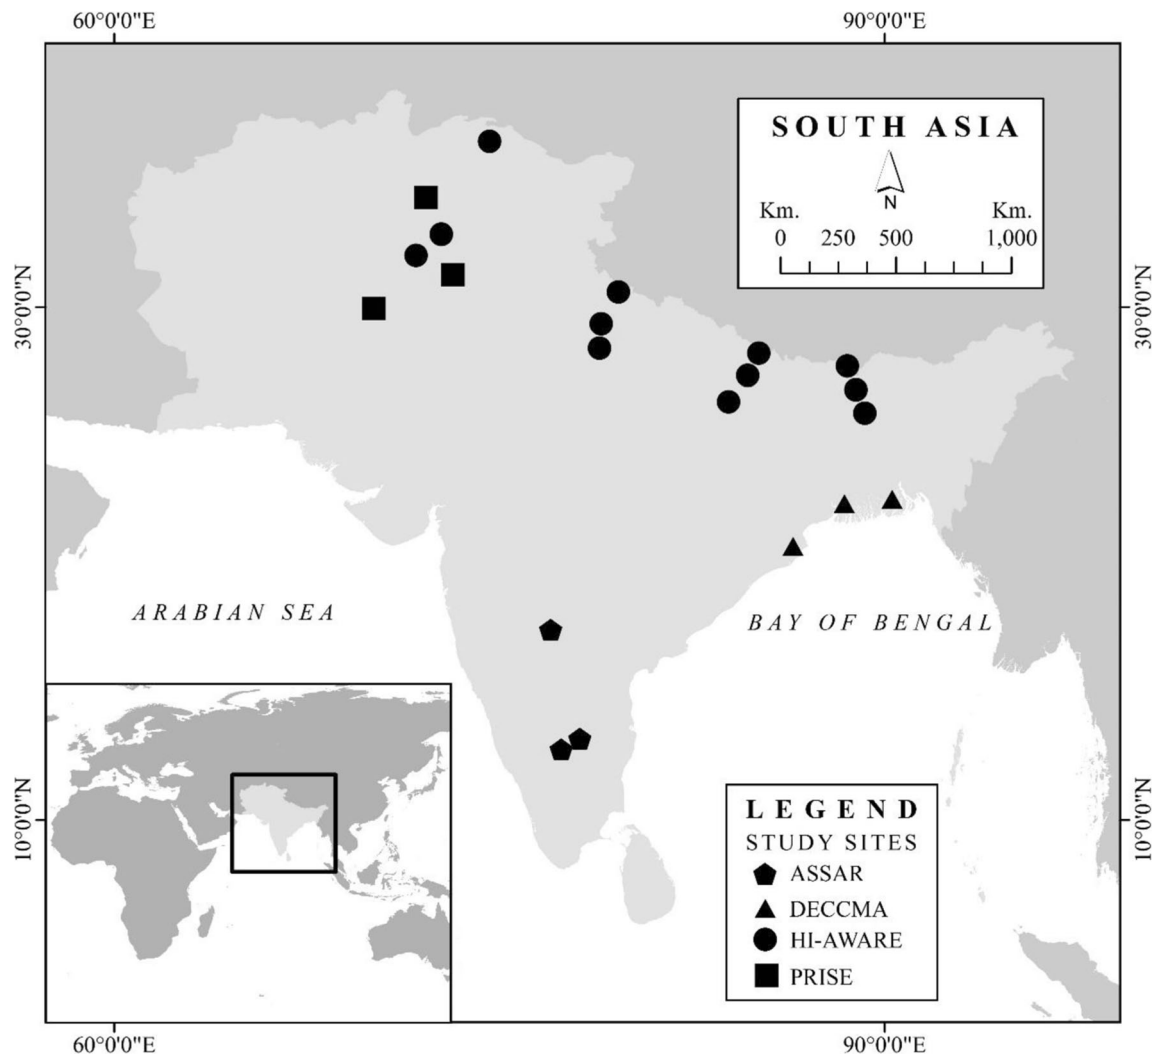 60°0'0"E 90°0'0"E
SOUTH ASIA
N
Km. Km.
0 250 500 1,000
30°0'0"N 30°0'0"N
ARABIAN SEA
BAY OF BENGAL
10°0'0"N 10°0'0"N
LEGEND
STUDY SITES
ASSAR
DECCMA
HI-AWARE
PRISE
60°0'0"E 90°0'0"E